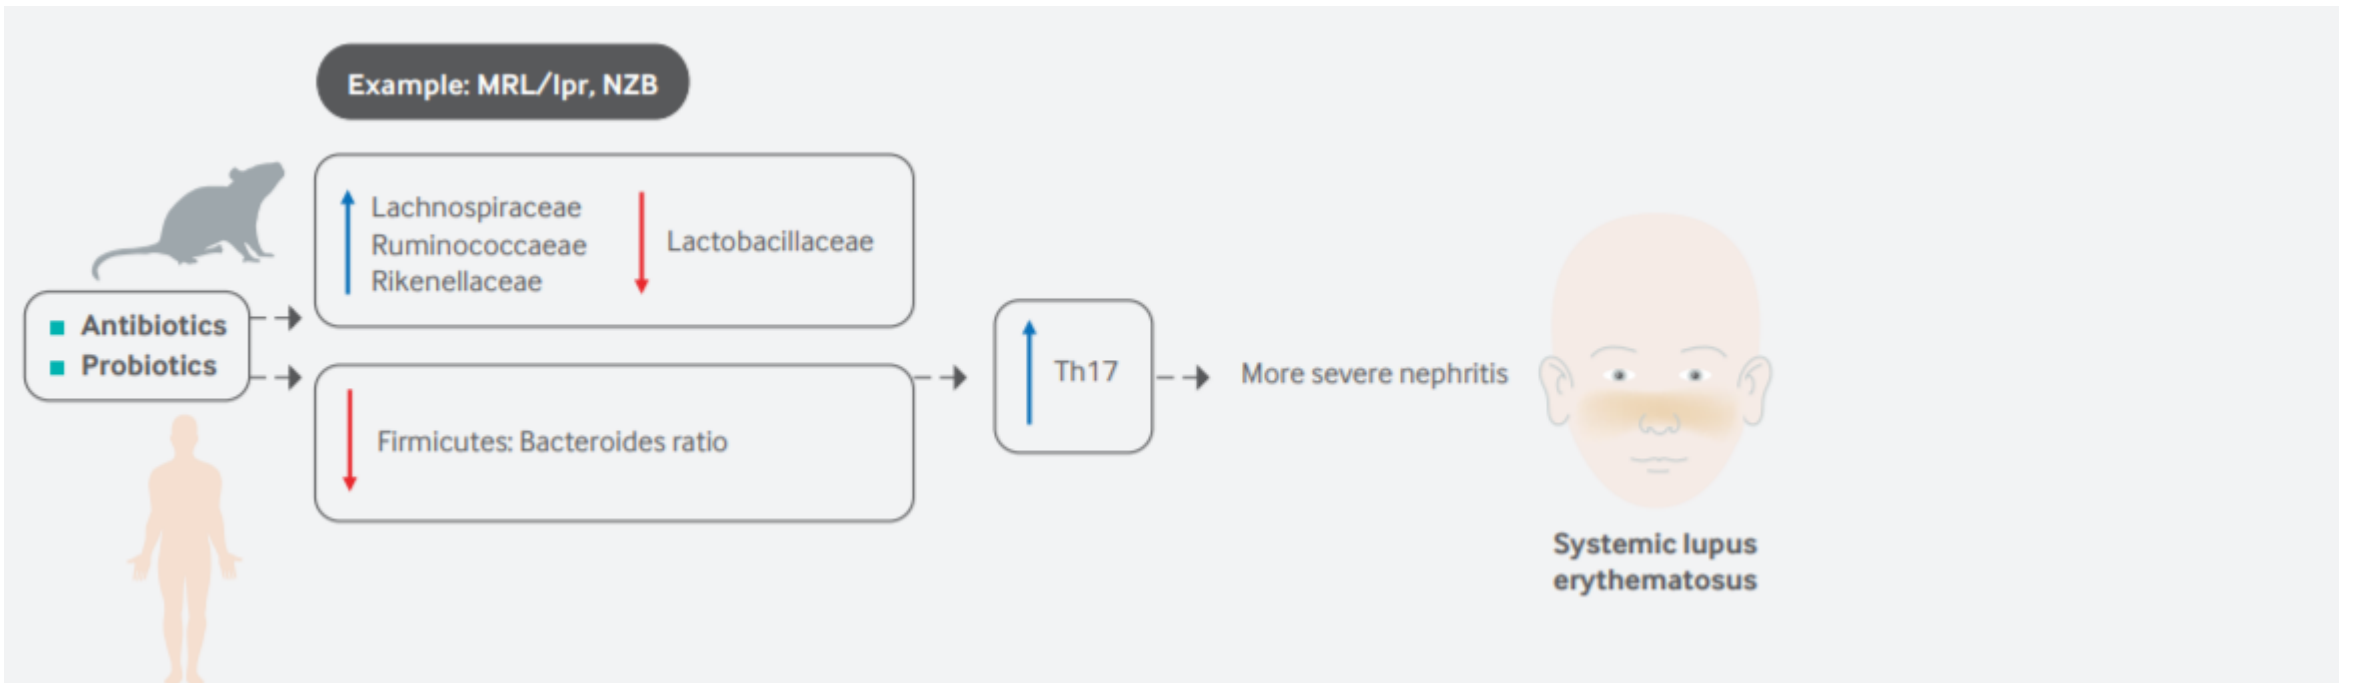 Example: MRL/lpr, NZB
Lachnospiraceae
Ruminococcaeae
Rikenellaceae
Lactobacillaceae
Antibiotics
Probiotics
Firmicutes: Bacteroides ratio
Th17
More severe nephritis
Systemic lupus
erythematosus